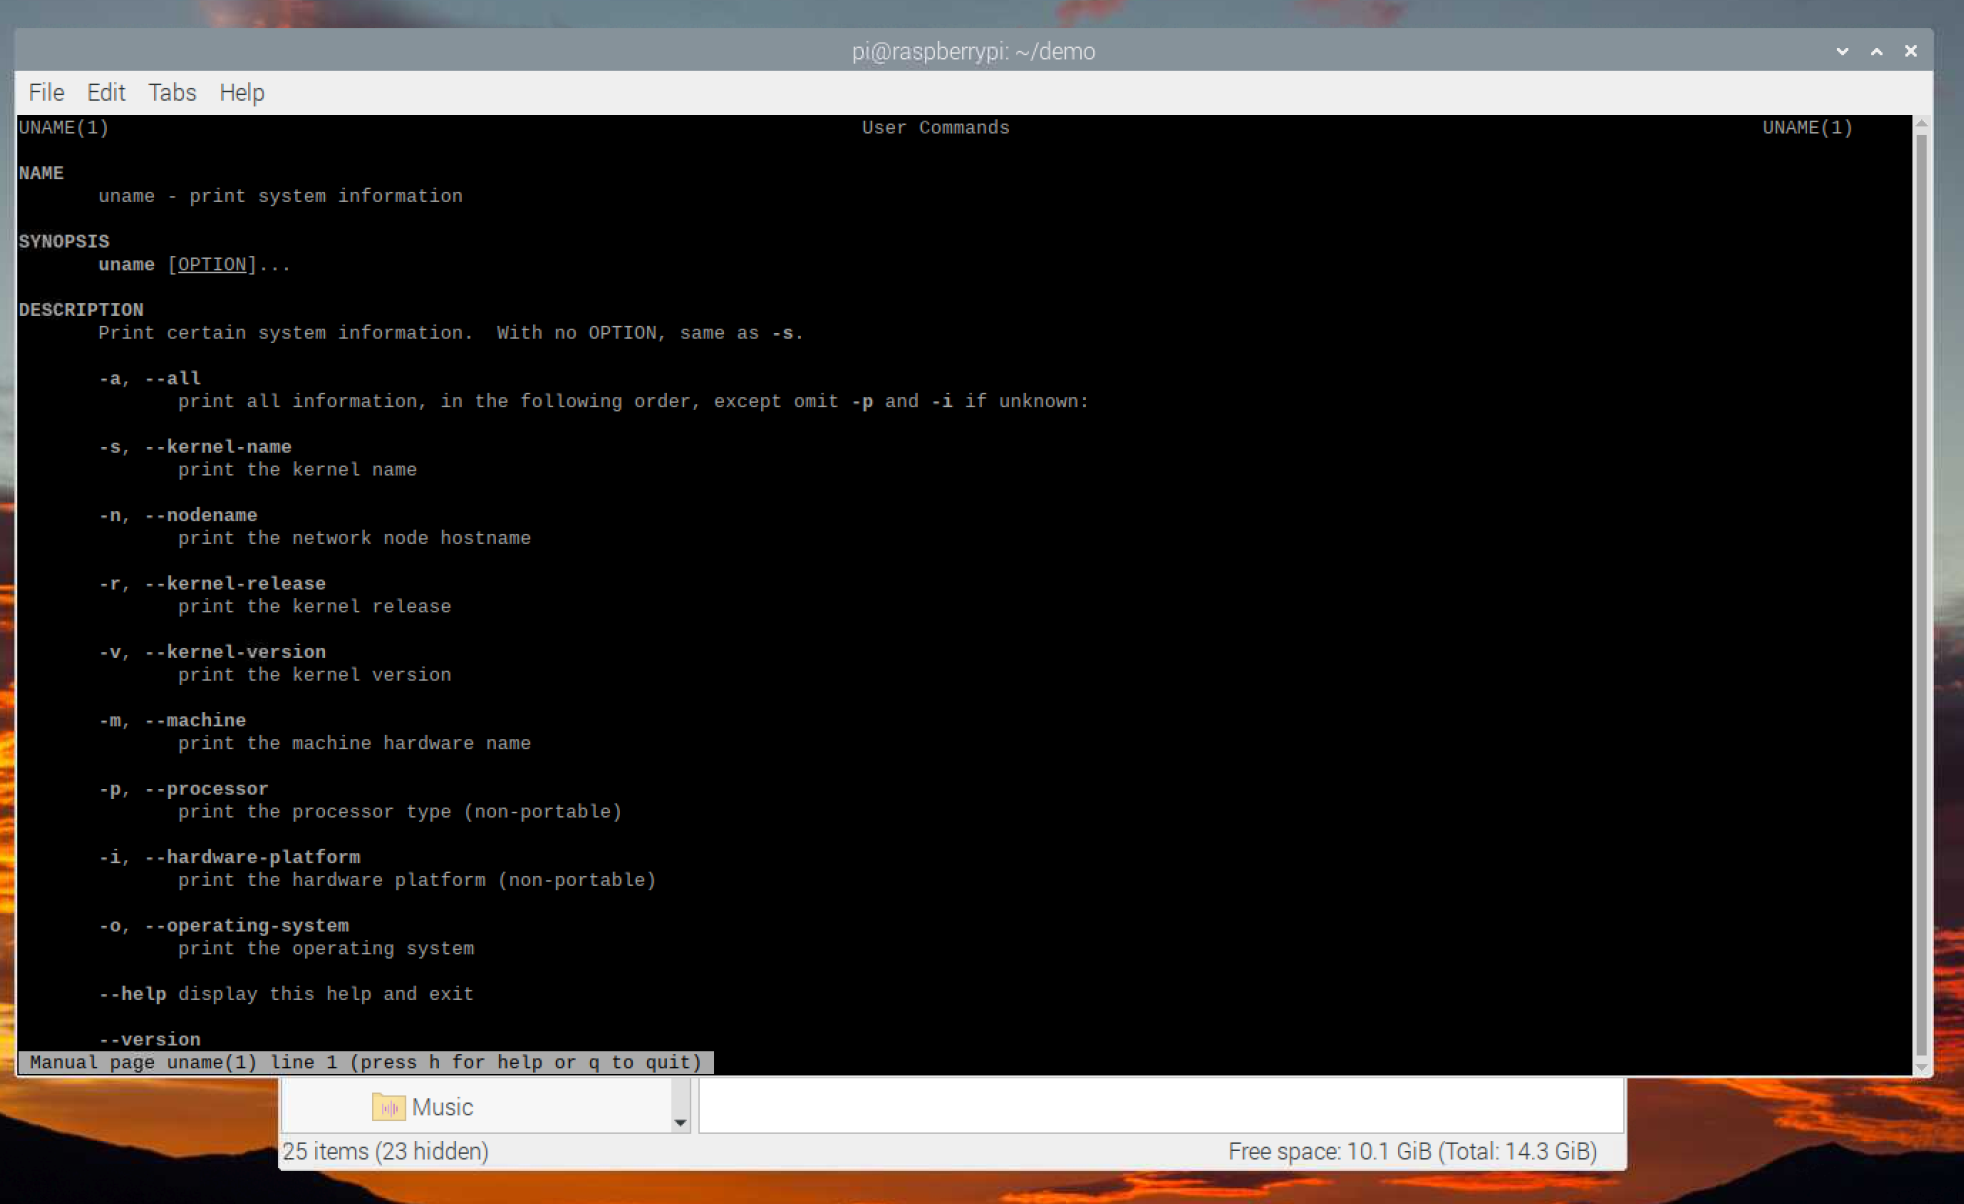 pi@raspberrypi: ~/demo
File Edit Tabs Help
UNAME(1) User Commands UNAME(1)
NAME
uname - print system information
SYNOPSIS
uname [OPTION]...
DESCRIPTION
Print certain system information.  With no OPTION, same as -s.
-a, --all
print all information, in the following order, except omit -p and -i if unknown:
-s, --kernel-name
print the kernel name
-n, --nodename
print the network node hostname
-r, --kernel-release
print the kernel release
-v, --kernel-version
print the kernel version
-m, --machine
print the machine hardware name
-p, --processor
print the processor type (non-portable)
-i, --hardware-platform
print the hardware platform (non-portable)
-o, --operating-system
print the operating system
--help display this help and exit
--version
Manual page uname(1) line 1 (press h for help or q to quit)
Music
25 items (23 hidden) Free space: 10.1 GiB (Total: 14.3 GiB)